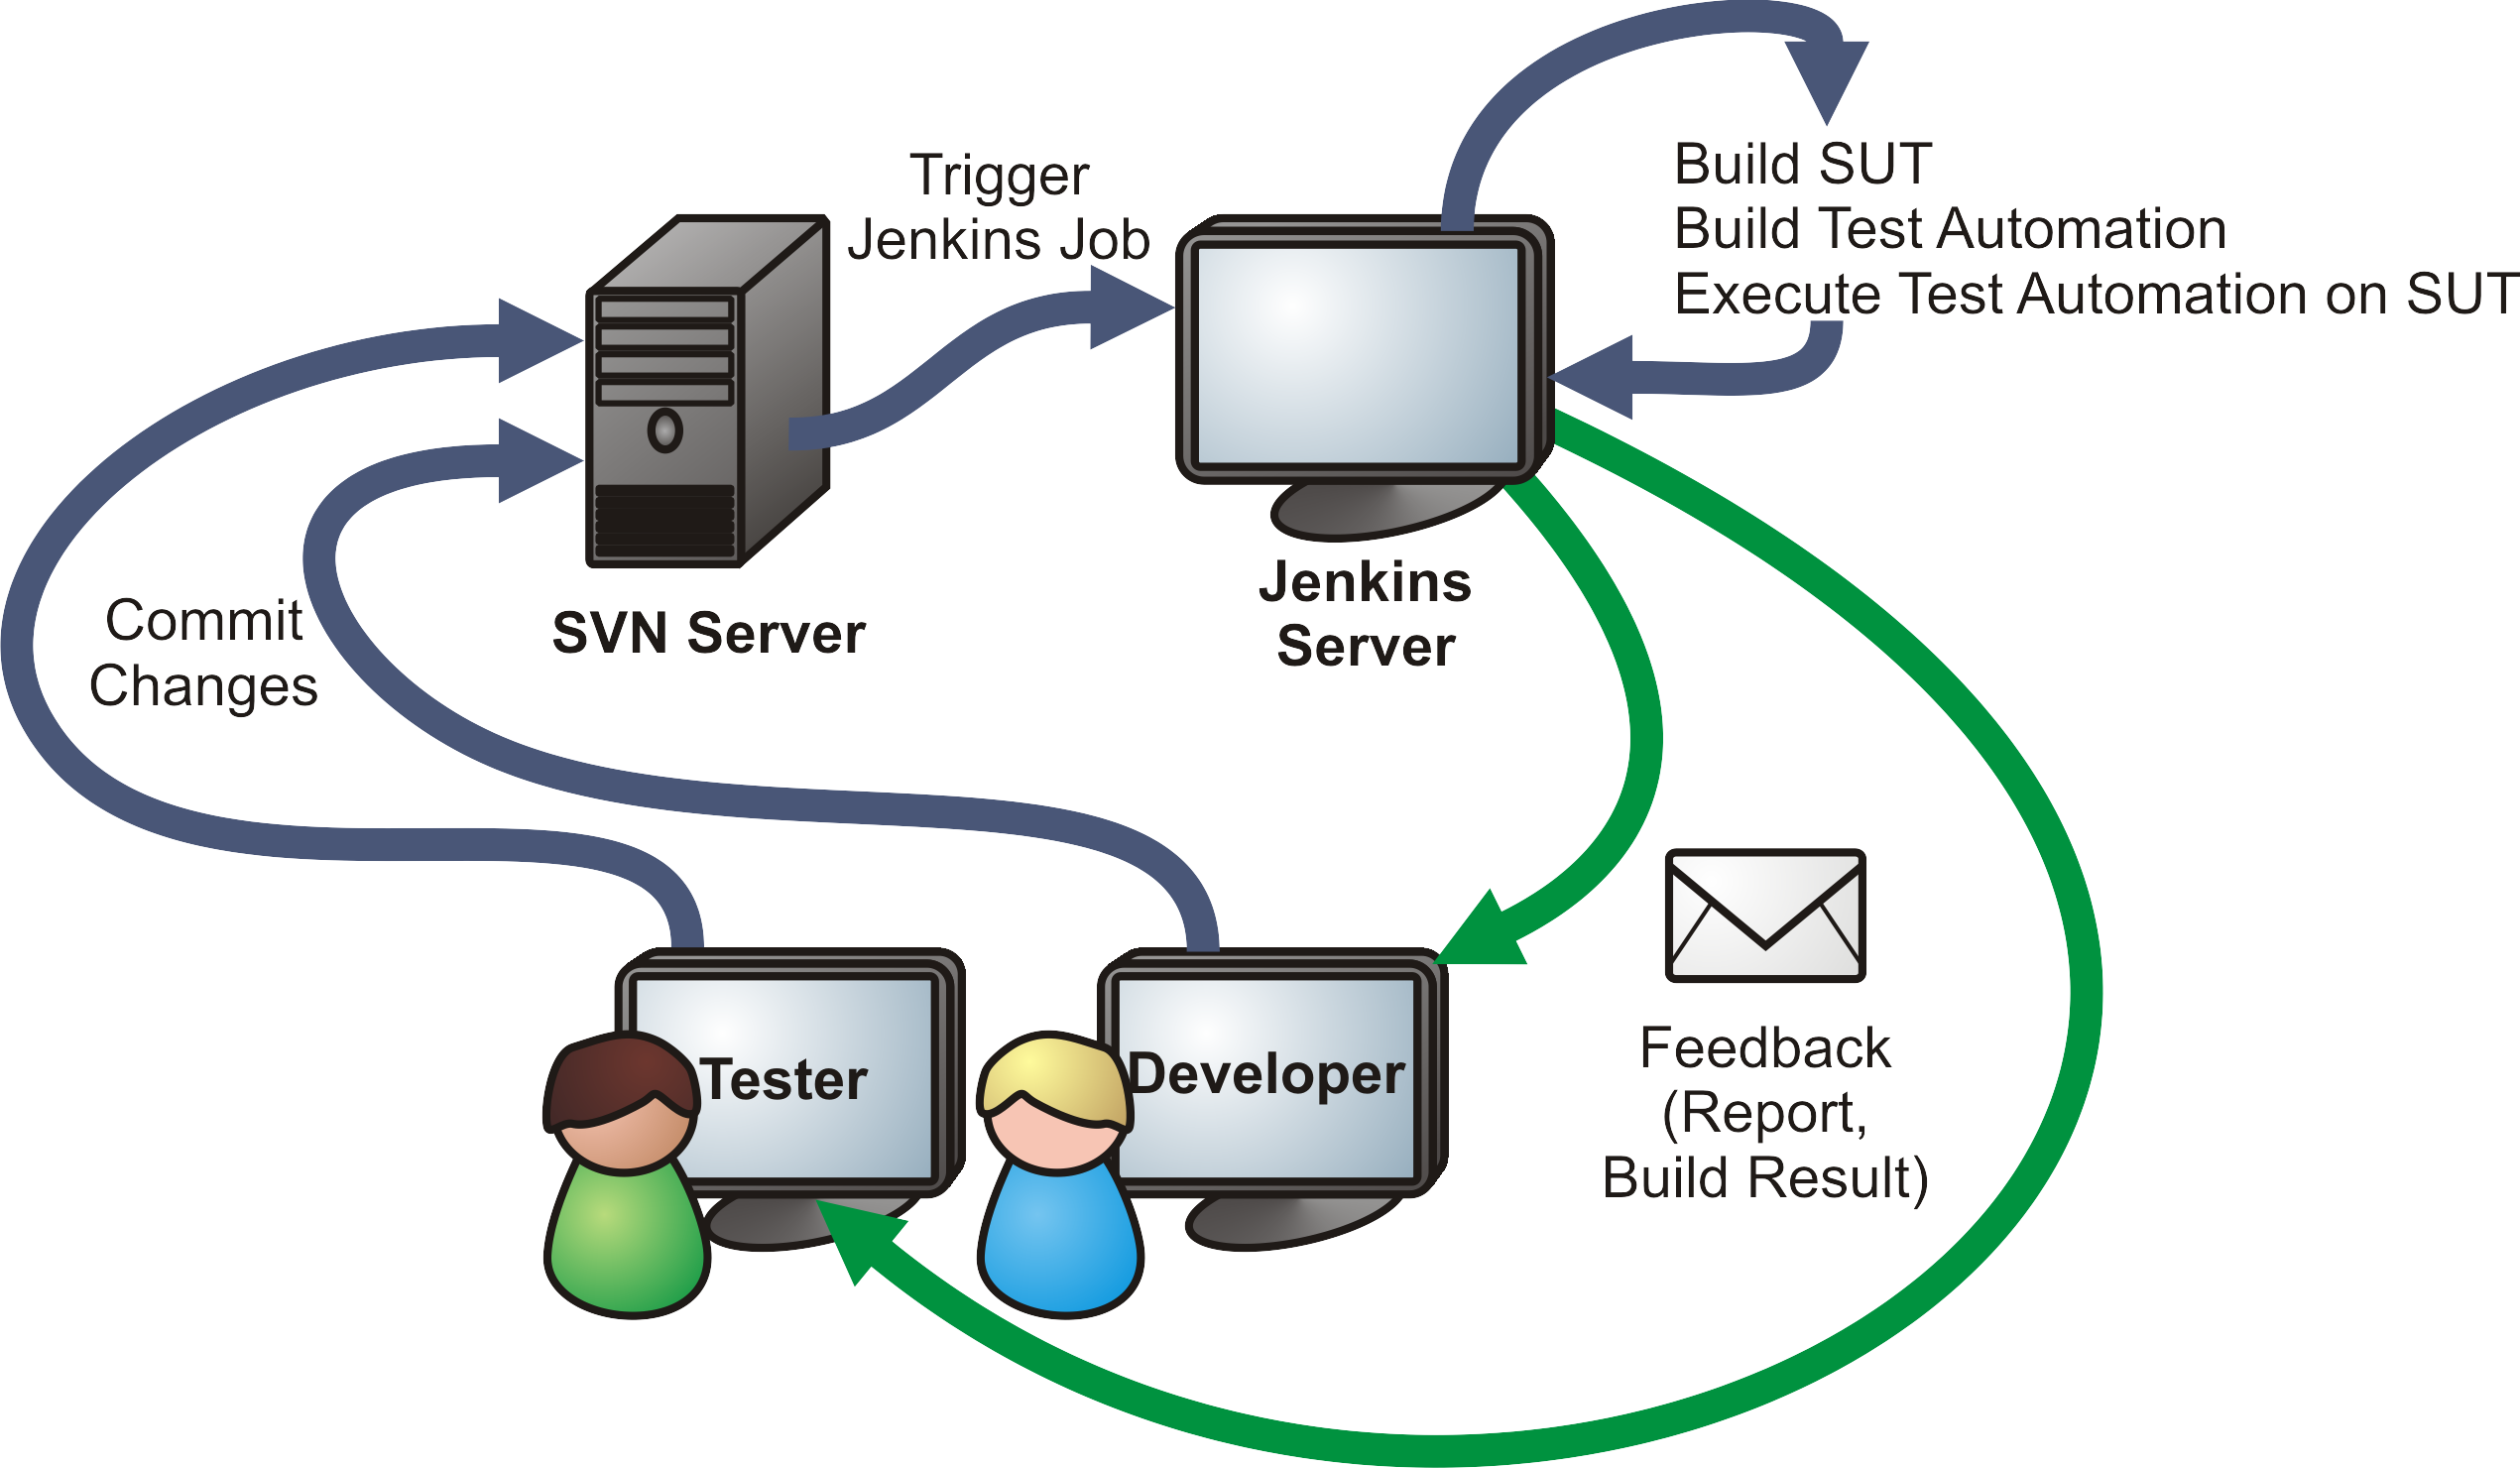 Trigger
Jenkins Job
Build SUT
Build Test Automation
Execute Test Automation on SUT
Commit
Changes
SVN Server
Jenkins
Server
Tester
Developer
Feedback
(Report,
Build Result)